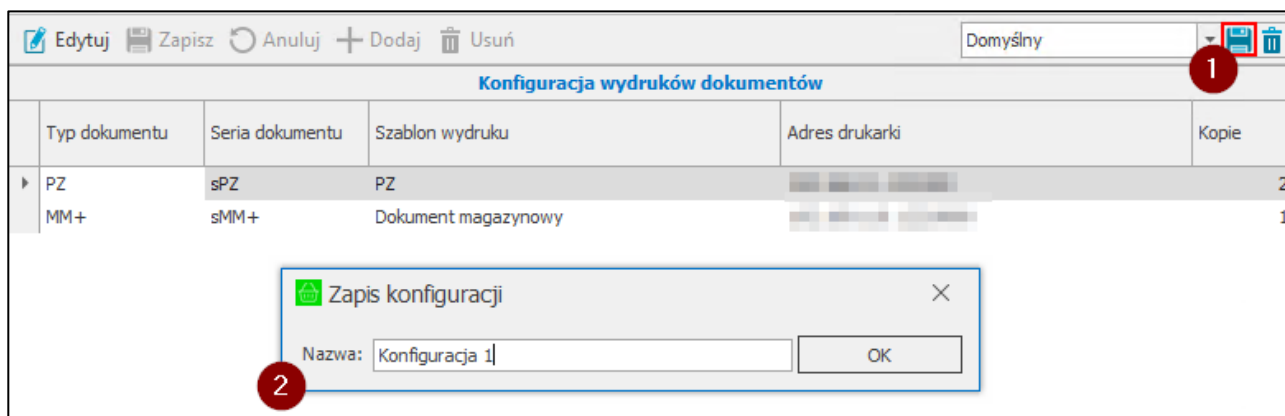 Edytuj Zapisz Anuluj Dodaj Usuń Domyślny
1
Konfiguracja wydruków dokumentów
Typ dokumentu Seria dokumentu Szablon wydruku Adres drukarki Kopie
PZ sPZ PZ 2
MM+ sMM+ Dokument magazynowy 1
Zapis konfiguracji
Nazwa: Konfiguracja 1 OK
2